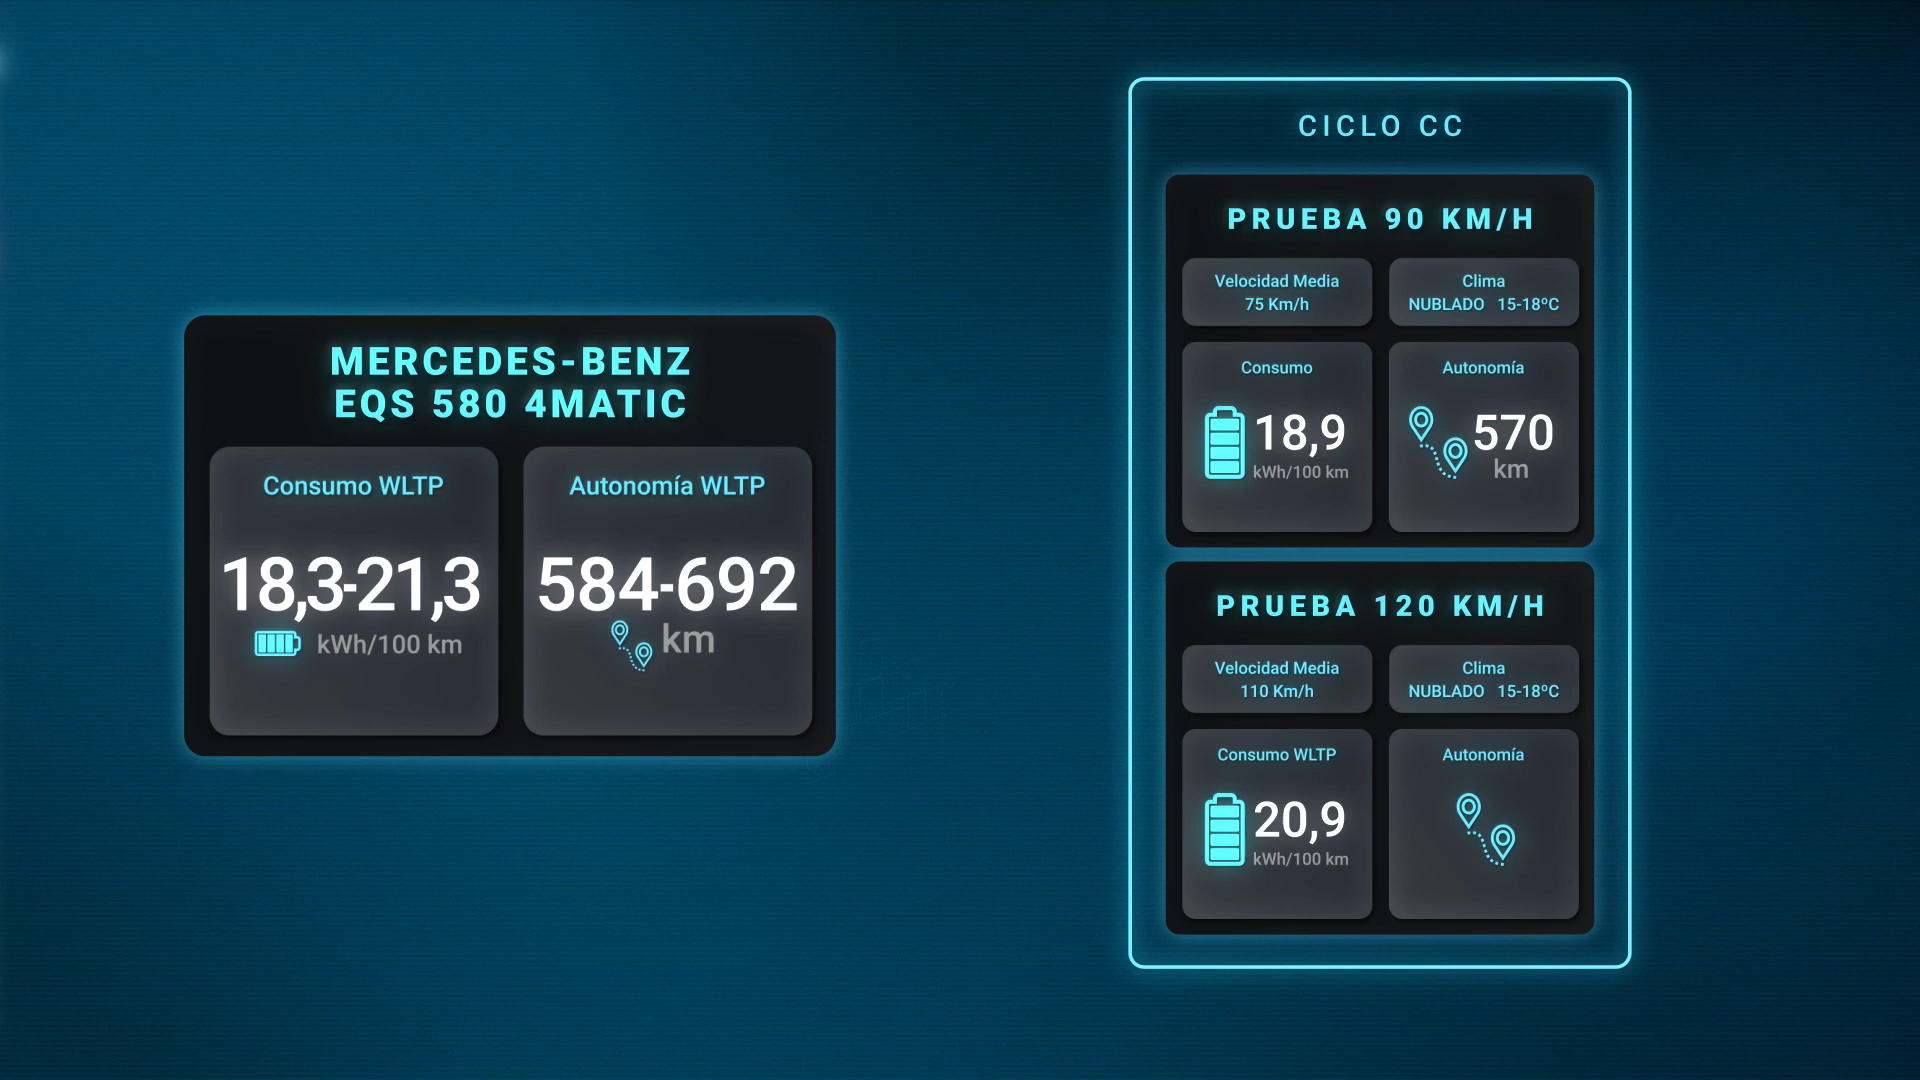 MERCEDES-BENZ
EQS 580 4MATIC
Consumo WLTP
18,3-21,3
kWh/100 km
Autonomía WLTP
584-692
km
CICLO CC
PRUEBA 90 KM/H
Velocidad Media
75 Km/h
Clima
NUBLADO 15-18ºC
Consumo
18,9
kWh/100 km
Autonomía
570
km
PRUEBA 120 KM/H
Velocidad Media
110 Km/h
Clima
NUBLADO 15-18ºC
Consumo WLTP
20,9
kWh/100 km
Autonomía